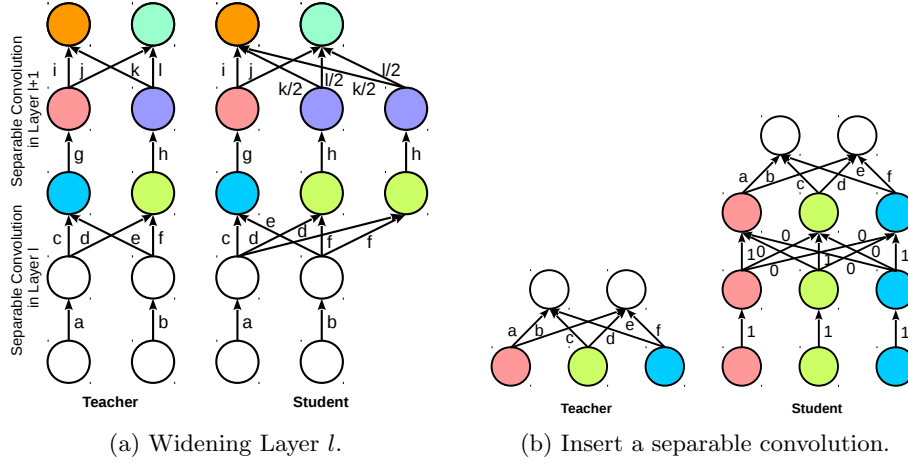 Separable Convolution
in Layer l+1
Separable Convolution
in Layer l
i j k l
g h
c d e f
a b
Teacher
i j k/2 l/2 k/2 l/2
g h h
c d e d f f
a b
Student
(a) Widening Layer l.
a b c d e f
Teacher
a b c d e f
1 0 0 0 1 0 0 0 1
1 1 1
Student
(b) Insert a separable convolution.